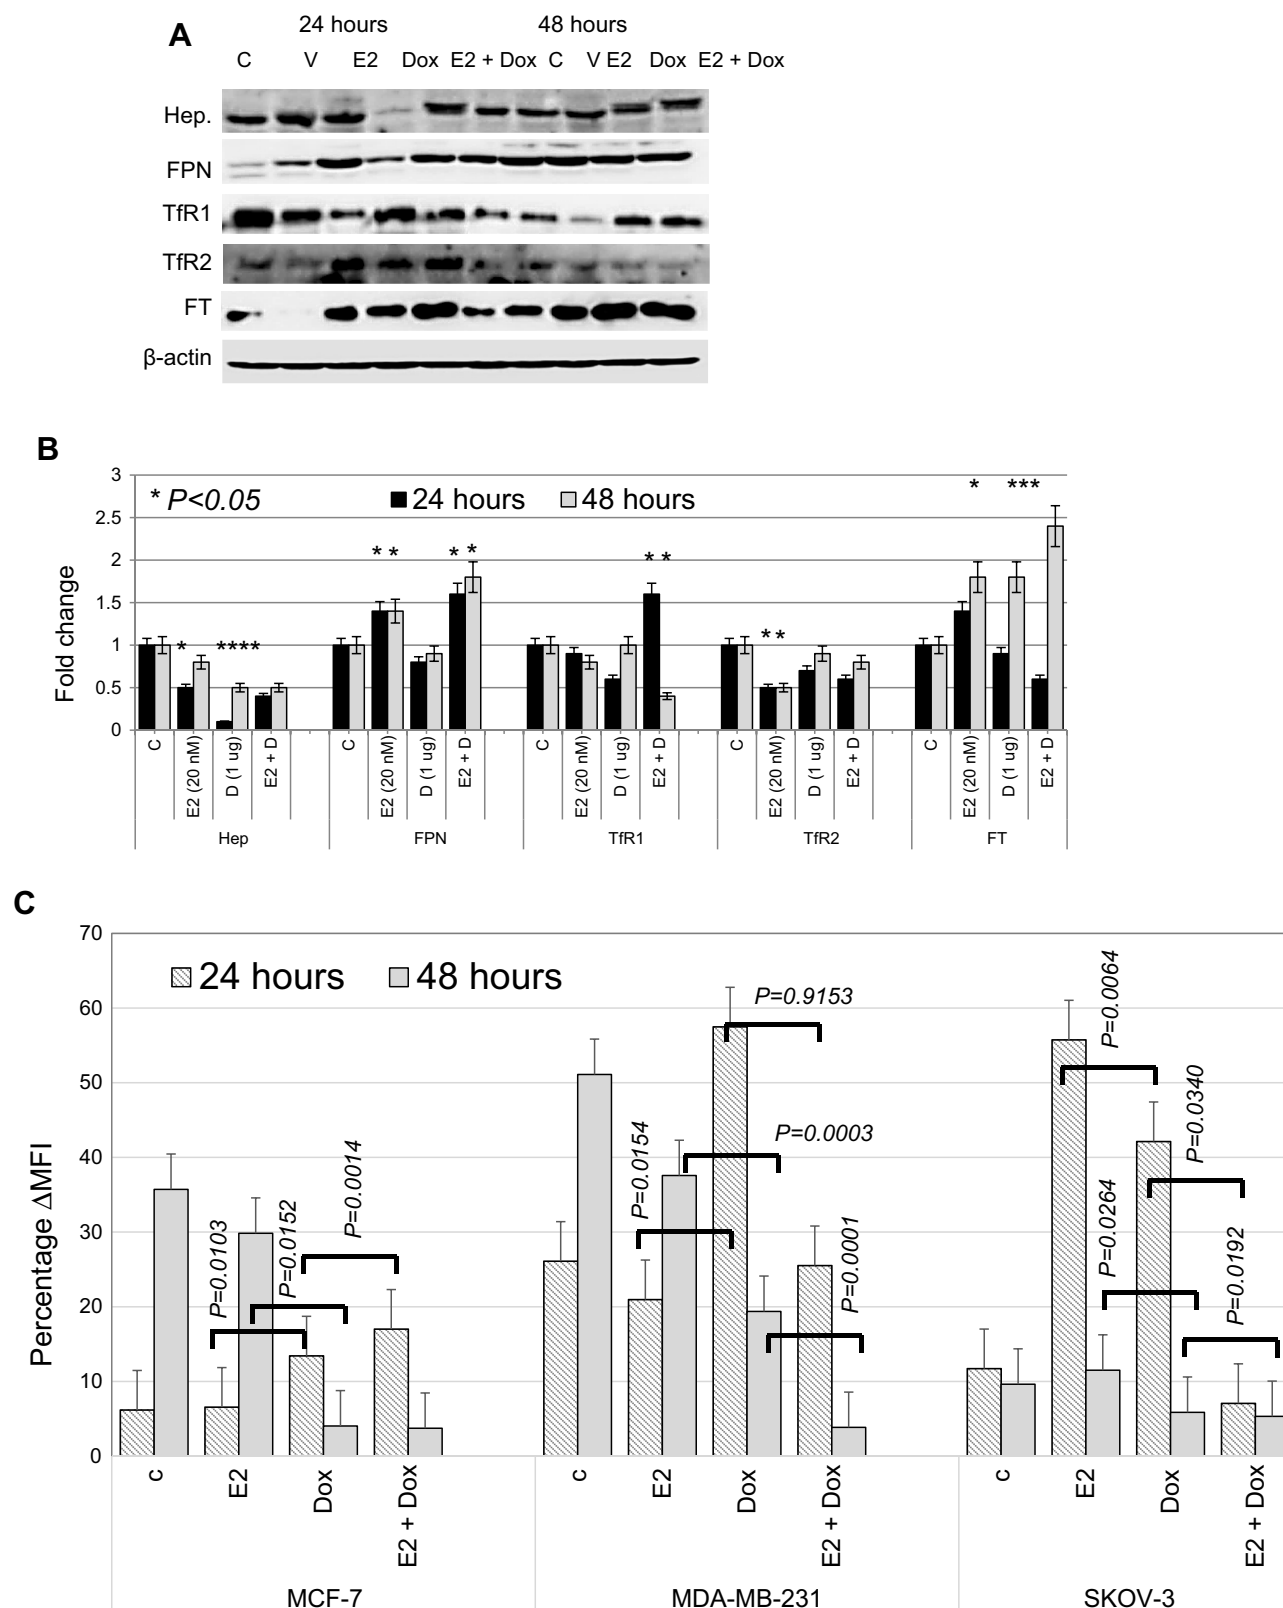 A
24 hours 48 hours
C V E2 Dox E2 + Dox C V E2 Dox E2 + Dox
Hep.
FPN
TfR1
TfR2
FT
β-actin
B
* P<0.05 24 hours 48 hours
Fold change
3
2.5
2
1.5
1
0.5
0
* **** * * * * * * ** * ***
C E2 (20 nM) D (1 ug) E2 + D C E2 (20 nM) D (1 ug) E2 + D C E2 (20 nM) D (1 ug) E2 + D C E2 (20 nM) D (1 ug) E2 + D C E2 (20 nM) D (1 ug) E2 + D
Hep FPN TfR1 TfR2 FT
C
24 hours 48 hours
Percentage ΔMFI
70
60
50
40
30
20
10
0
P=0.0103
P=0.0152
P=0.0014
P=0.0154
P=0.9153
P=0.0003
P=0.0001
P=0.0064
P=0.0340
P=0.0264
P=0.0192
c E2 Dox E2 + Dox c E2 Dox E2 + Dox c E2 Dox E2 + Dox
MCF-7 MDA-MB-231 SKOV-3